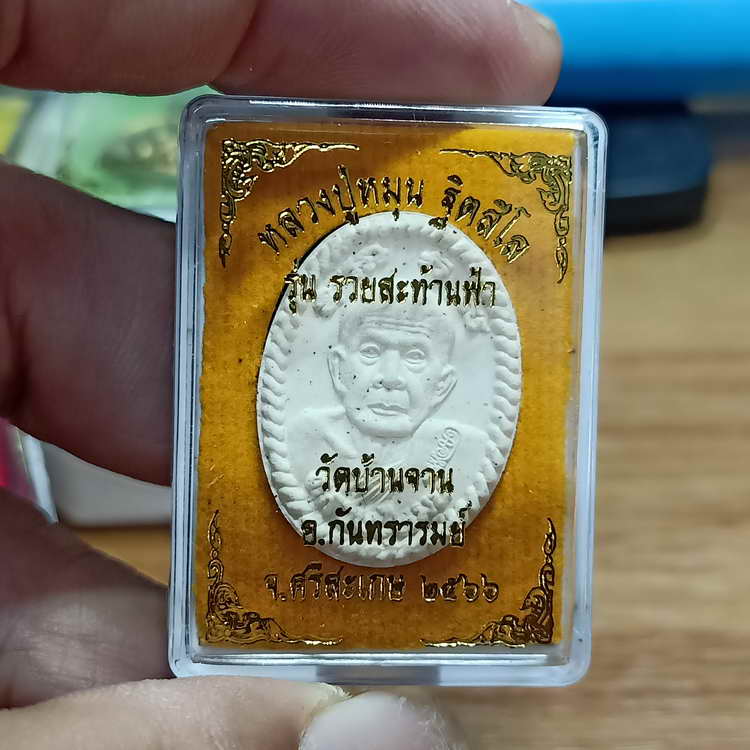 หลวงปู่หมุน ฐิตสีโล
รุ่น รวยสะท้านฟ้า
วัดบ้านจาน
อ.กันทรารมย์
จ.ศรีสะเกษ ๒๕๖๖